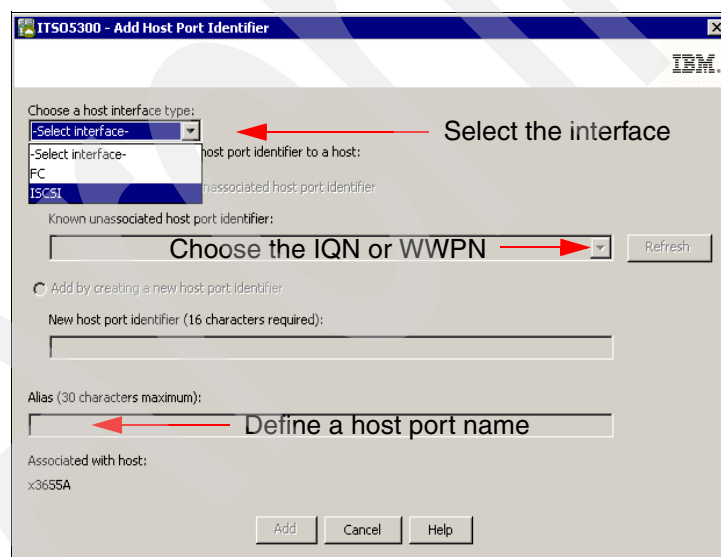 ITSO5300 - Add Host Port Identifier
IBM.
Choose a host interface type:
-Select interface-
Select the interface
-Select interface-
host port identifier to a host:
FC
ISCSI
unassociated host port identifier
Known unassociated host port identifier:
Choose the IQN or WWPN
Refresh
Add by creating a new host port identifier
New host port identifier (16 characters required):
Alias (30 characters maximum):
Define a host port name
Associated with host:
x3655A
Add
Cancel
Help